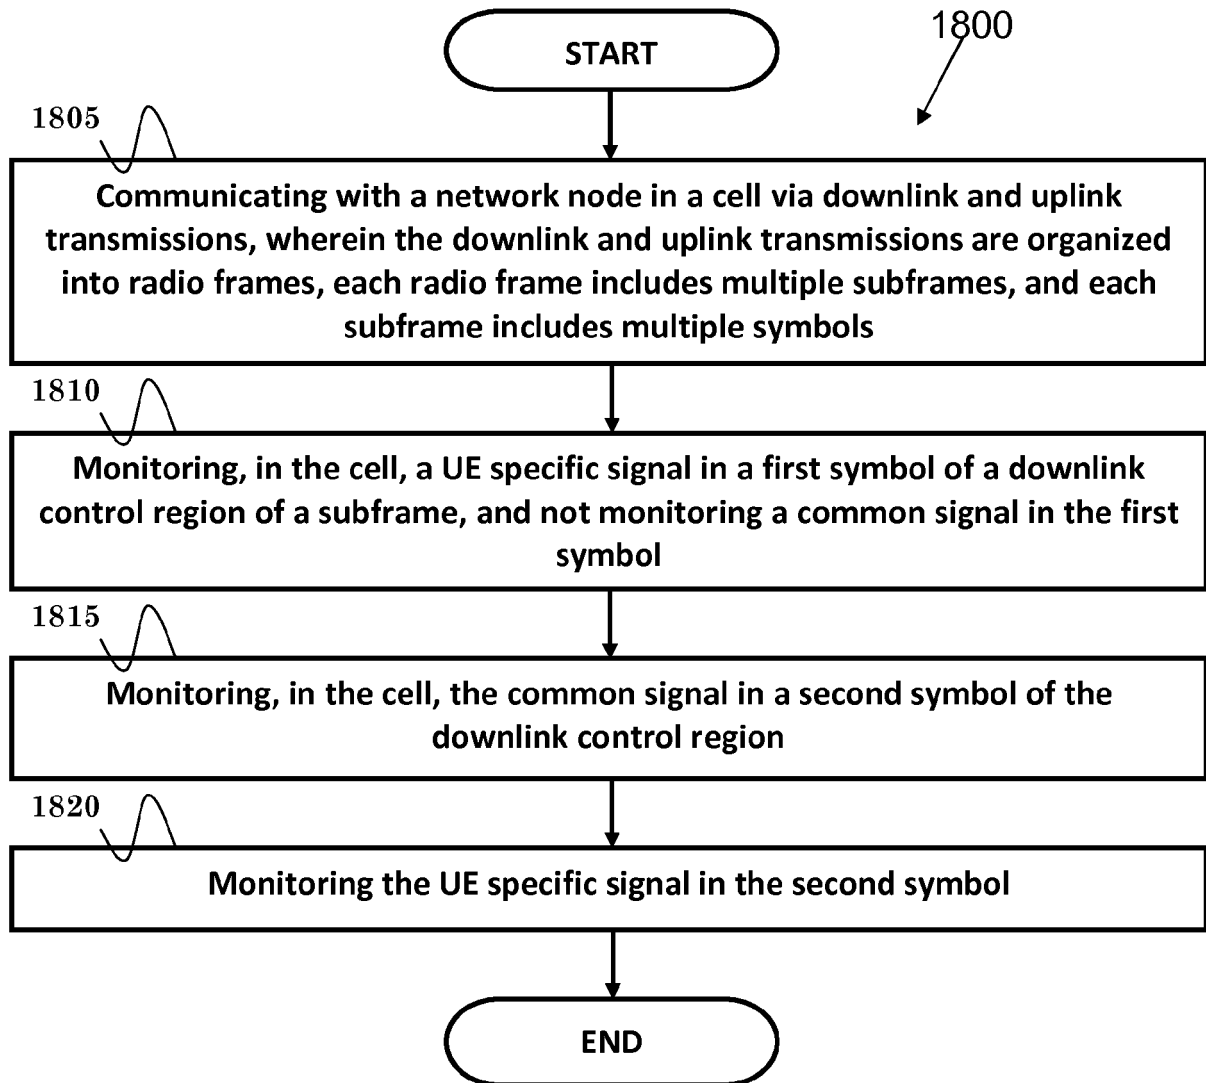 START
1800
1805
Communicating with a network node in a cell via downlink and uplink
transmissions, wherein the downlink and uplink transmissions are organized
into radio frames, each radio frame includes multiple subframes, and each
subframe includes multiple symbols
1810
Monitoring, in the cell, a UE specific signal in a first symbol of a downlink
control region of a subframe, and not monitoring a common signal in the first
symbol
1815
Monitoring, in the cell, the common signal in a second symbol of the
downlink control region
1820
Monitoring the UE specific signal in the second symbol
END